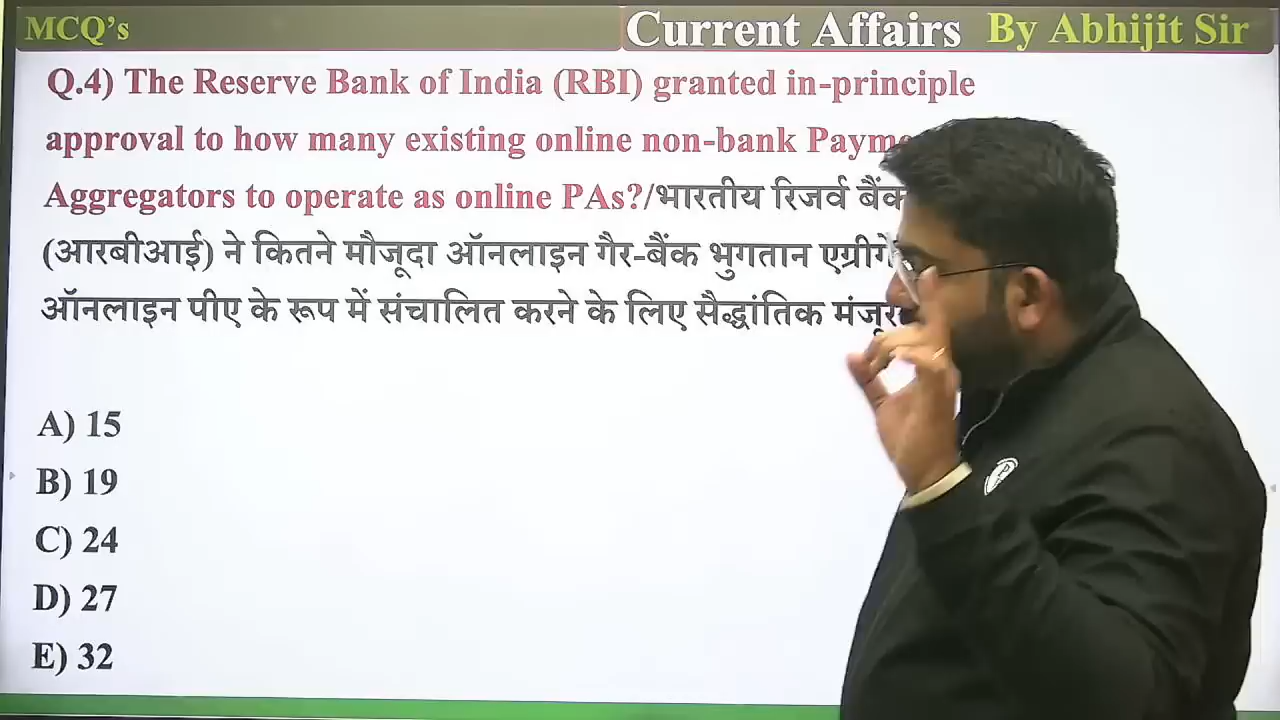 MCQ's
Current Affairs By Abhijit Sir
Q.4) The Reserve Bank of India (RBI) granted in-principle
approval to how many existing online non-bank
Aggregators to operate as online PAs?/भारतीय रिजर्व बैंक
(आरबीआई) ने कितने मौजूदा ऑनलाइन गैर-बैंक भुगतान
ऑनलाइन पीए के रूप में संचालित करने के लिए सैद्धांतिक
A) 15
B) 19
C) 24
D) 27
E) 32